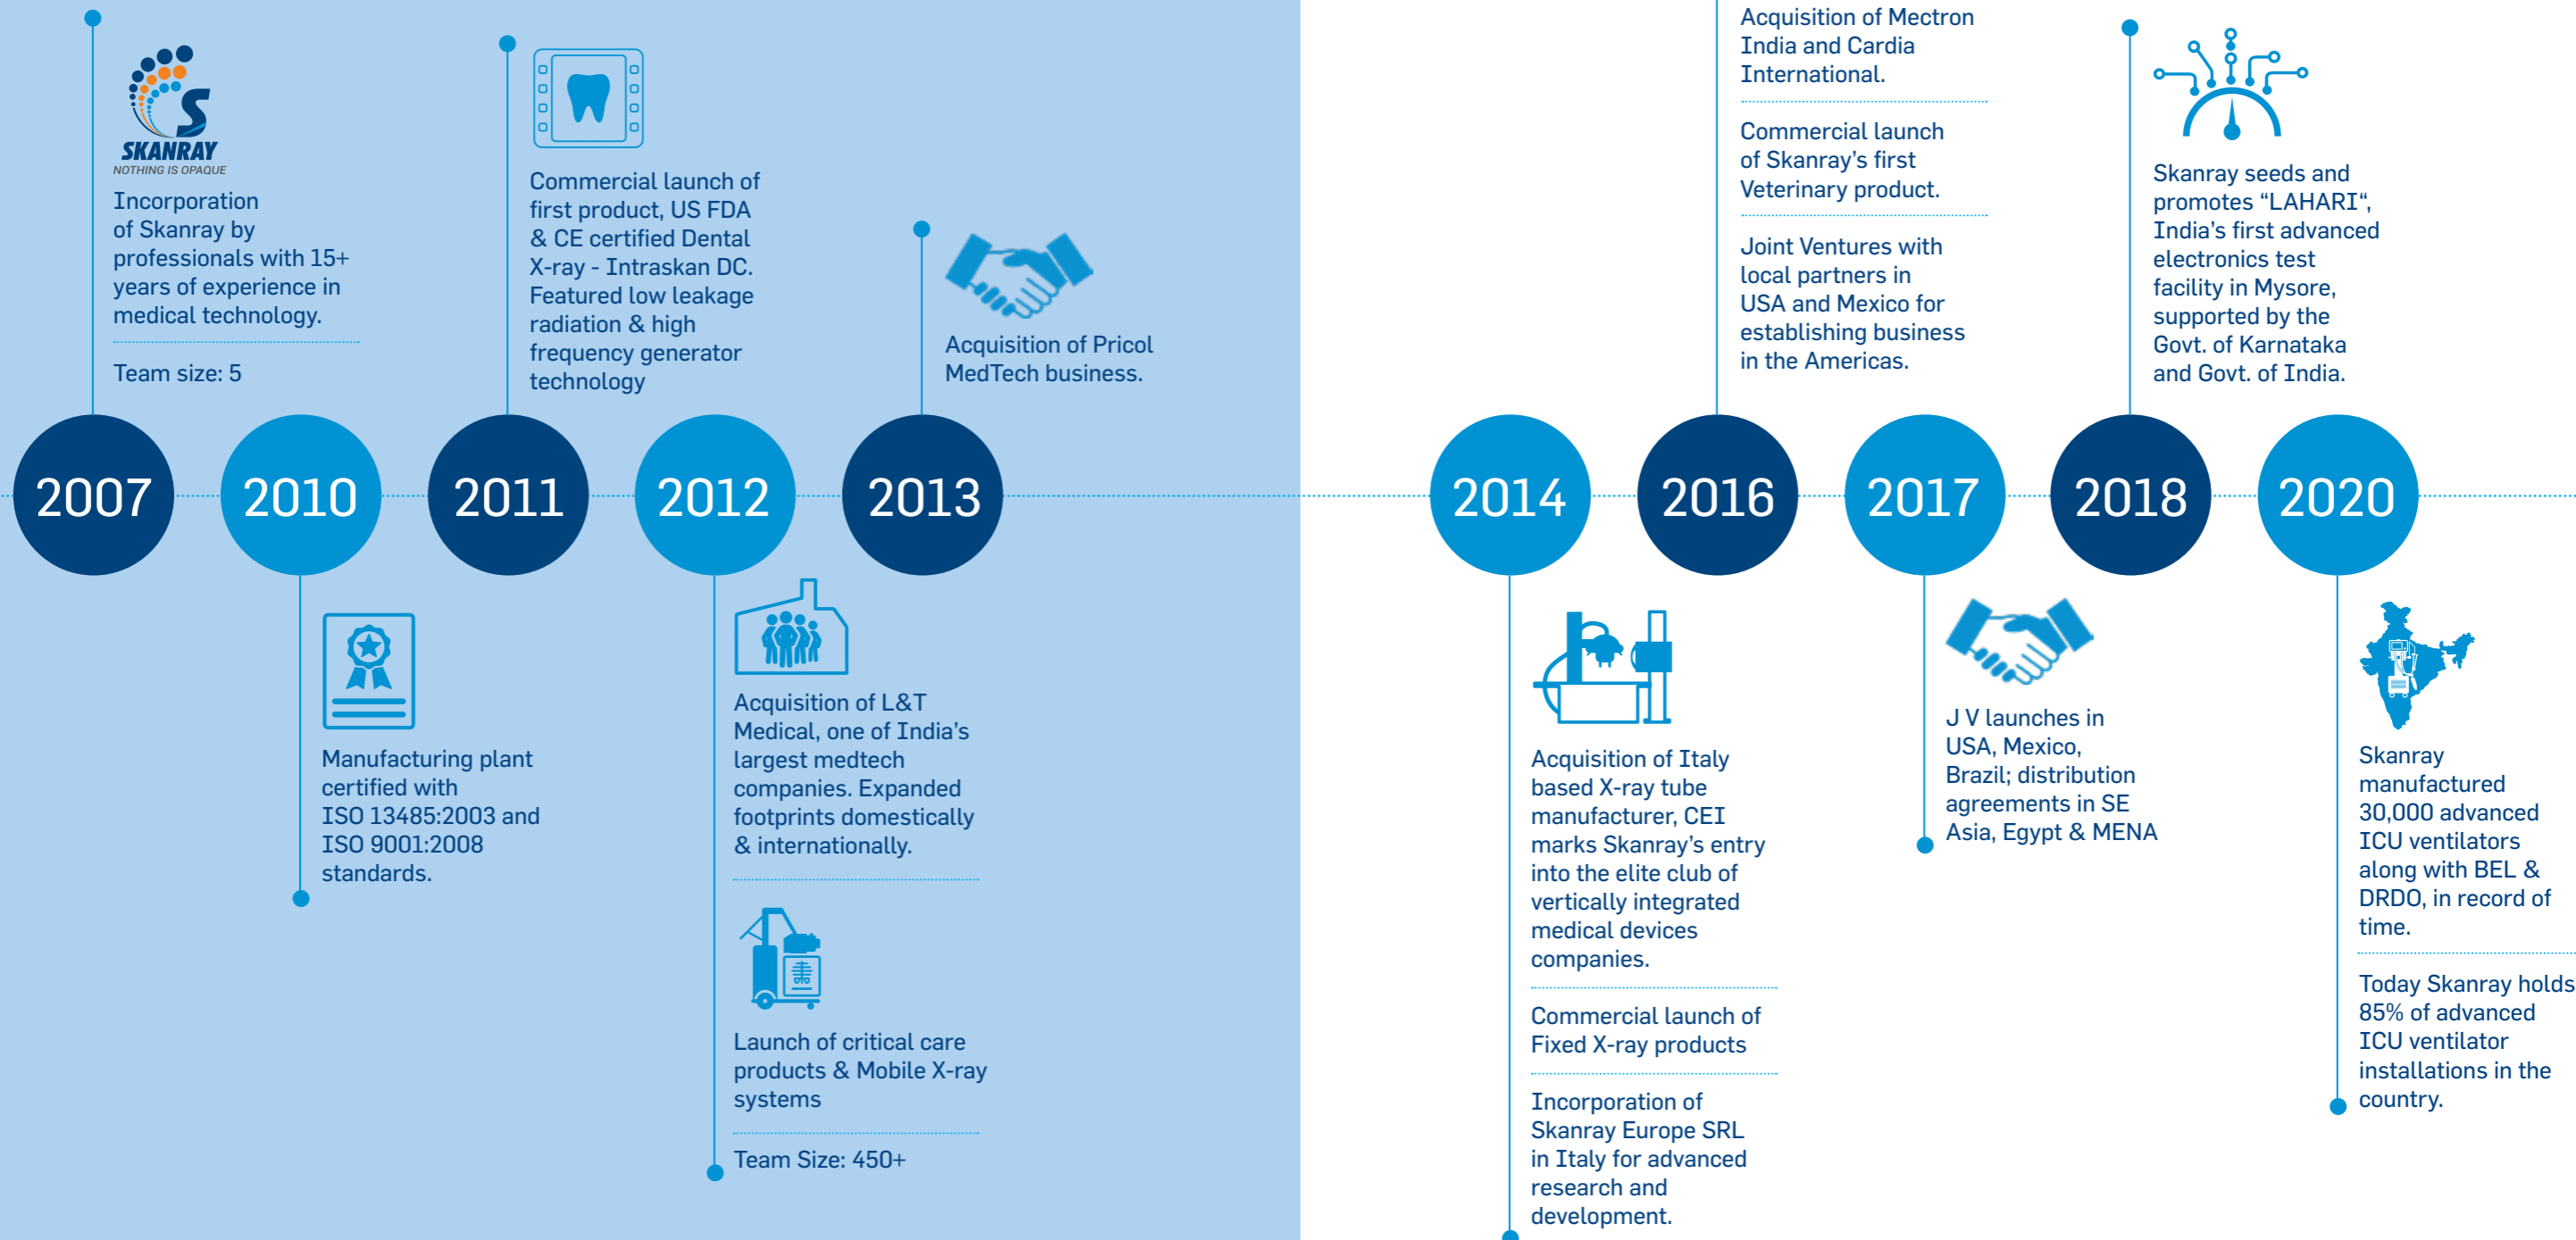 SKANRAY
NOTHING IS OPAQUE
Incorporation
of Skanray by
professionals with 15+
years of experience in
medical technology.
Team size: 5
Commercial launch of
first product, US FDA
& CE certified Dental
X-ray - Intraskan DC.
Featured low leakage
radiation & high
frequency generator
technology
Acquisition of Pricol
MedTech business.
Acquisition of Mectron
India and Cardia
International.
Commercial launch
of Skanray’s first
Veterinary product.
Joint Ventures with
local partners in
USA and Mexico for
establishing business
in the Americas.
Skanray seeds and
promotes “LAHARI“,
India’s first advanced
electronics test
facility in Mysore,
supported by the
Govt. of Karnataka
and Govt. of India.
2007
2010
2011
2012
2013
2014
2016
2017
2018
2020
Manufacturing plant
certified with
ISO 13485:2003 and
ISO 9001:2008
standards.
Acquisition of L&T
Medical, one of India’s
largest medtech
companies. Expanded
footprints domestically
& internationally.
Launch of critical care
products & Mobile X-ray
systems
Team Size: 450+
Acquisition of Italy
based X-ray tube
manufacturer, CEI
marks Skanray’s entry
into the elite club of
vertically integrated
medical devices
companies.
Commercial launch of
Fixed X-ray products
Incorporation of
Skanray Europe SRL
in Italy for advanced
research and
development.
J V launches in
USA, Mexico,
Brazil; distribution
agreements in SE
Asia, Egypt & MENA
Skanray
manufactured
30,000 advanced
ICU ventilators
along with BEL &
DRDO, in record of
time.
Today Skanray holds
85% of advanced
ICU ventilator
installations in the
country.